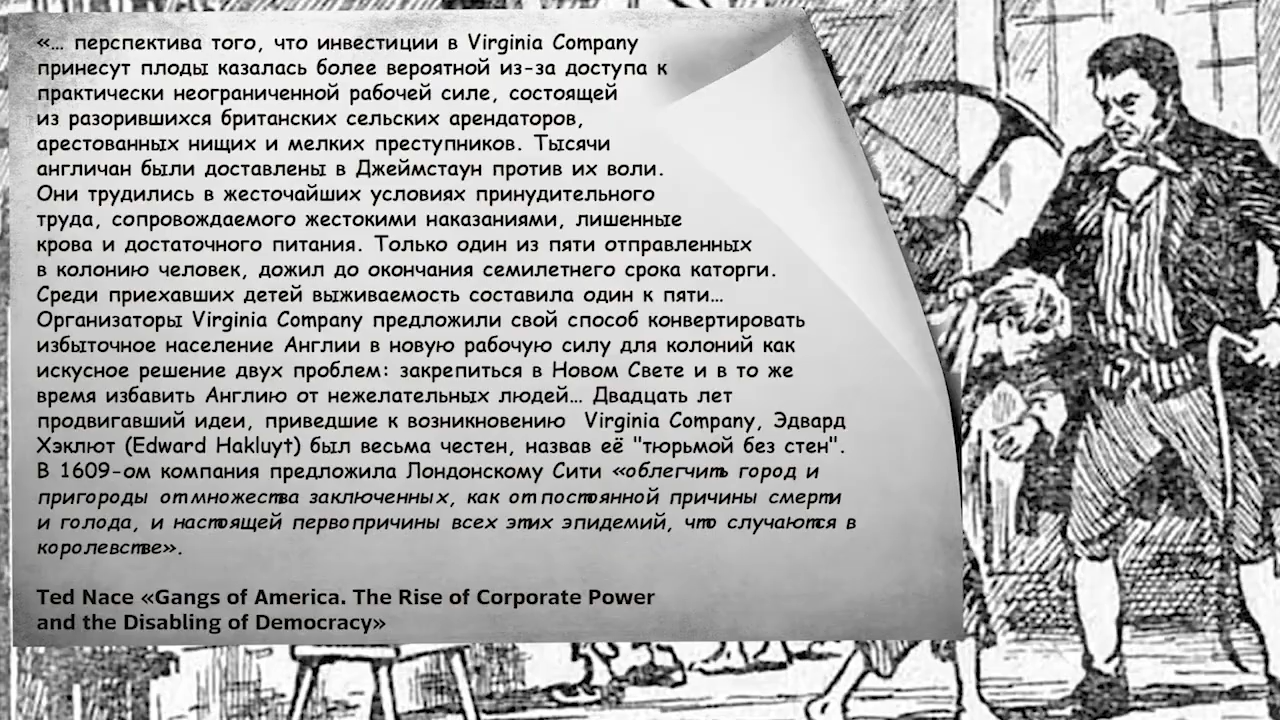 «… перспектива того, что инвестиции в Virginia Company
принесут плоды казалась более вероятной из-за доступа к
практически неограниченной рабочей силе, состоящей
из разорившихся британских сельских арендаторов,
арестованных нищих и мелких преступников. Тысячи
англичан были доставлены в Джеймстаун против их воли.
Они трудились в жесточайших условиях принудительного
труда, сопровождаемого жестокими наказаниями, лишенные
крова и достаточного питания. Только один из пяти отправленных
в колонию человек, дожил до окончания семилетнего срока каторги.
Среди приехавших детей выживаемость составила один к пяти…
Организаторы Virginia Company предложили свой способ конвертировать
избыточное население Англии в новую рабочую силу для колоний как
искусное решение двух проблем: закрепиться в Новом Свете и в то же
время избавить Англию от нежелательных людей… Двадцать лет
продвигавший идеи, приведшие к возникновению Virginia Company, Эдвард
Хэклют (Edward Hakluyt) был весьма честен, назвав её "тюрьмой без стен".
В 1609-ом компания предложила Лондонскому Сити «облегчить город и
пригороды от множества заключенных, как от постоянной причины смерти
и голода, и настоящей первопричины всех этих эпидемий, что случаются в
королевстве».
Ted Nace «Gangs of America. The Rise of Corporate Power
and the Disabling of Democracy»